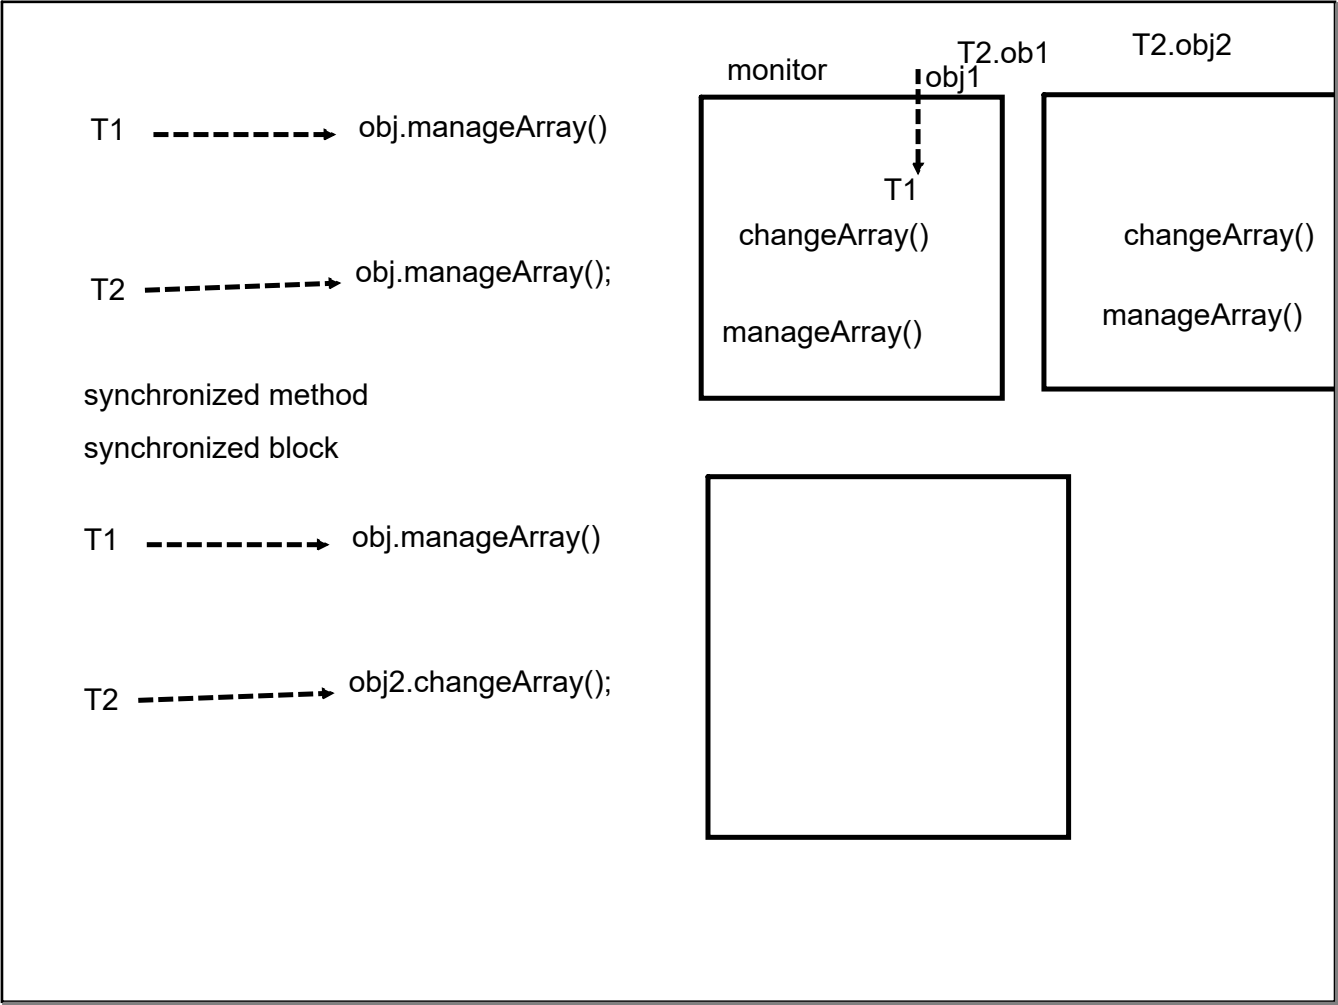 T2.ob1
T2.obj2
monitor
obj1
T1
obj.manageArray()
T1
changeArray()
changeArray()
T2
obj.manageArray();
manageArray()
manageArray()
synchronized method
synchronized block
T1
obj.manageArray()
T2
obj2.changeArray();